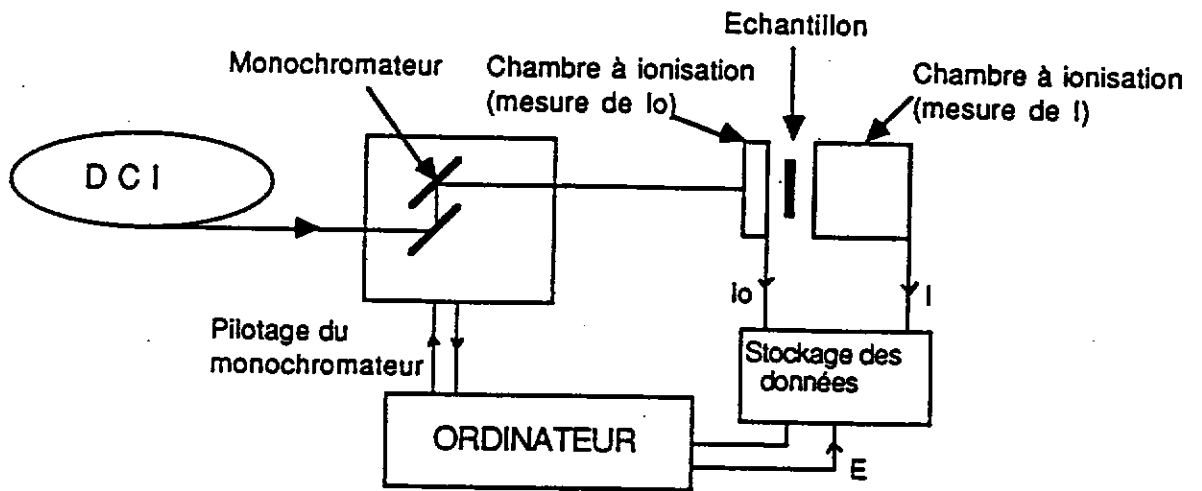 Echantillon
Monochromateur
Chambre à ionisation
(mesure de Io)
Chambre à ionisation
(mesure de I)
D C I
Io
I
Pilotage du
monochromateur
Stockage des
données
ORDINATEUR
E